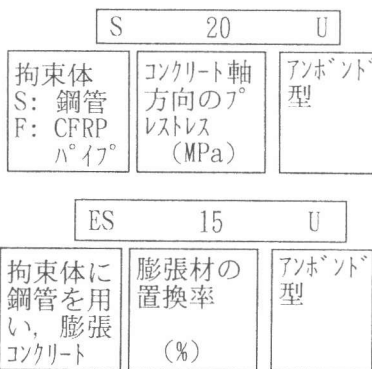 S 20 U
拘束体
S: 鋼管
F: CFRP
パイプ
コンクリート軸
方向のプ
レストレス
(MPa)
アンボンド
型
ES 15 U
拘束体に
鋼管を用
い, 膨張
コンクリート
膨張材の
置換率
(%)
アンボンド
型